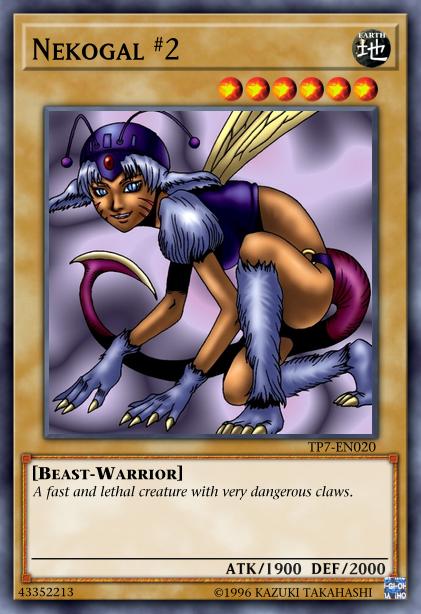 NEKOGAL #2
EARTH
地
TP7-EN020
[BEAST-WARRIOR]
A fast and lethal creature with very dangerous claws.
ATK/1900 DEF/2000
43352213
©1996 KAZUKI TAKAHASHI